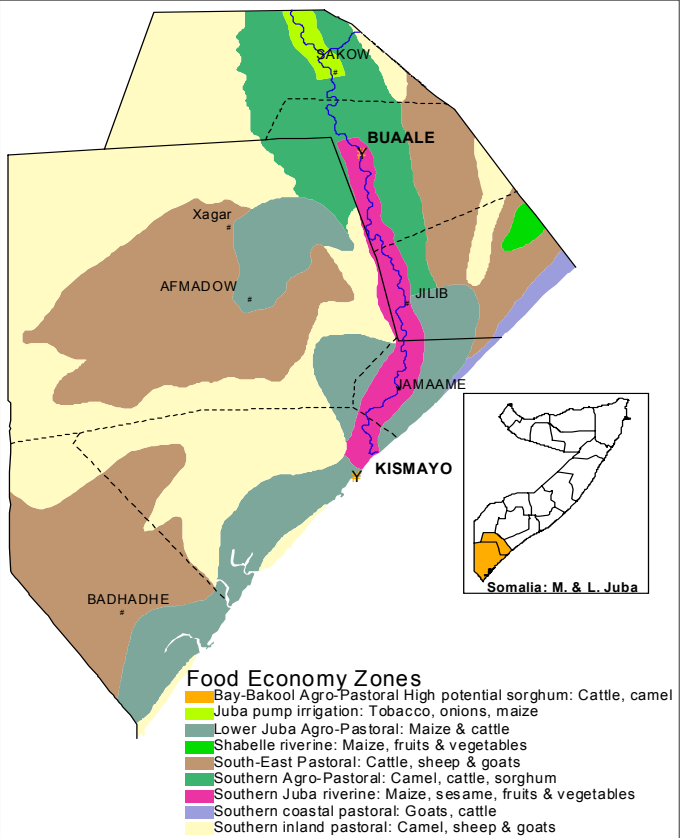 SAKOW
BUAALE
Xagar
AFMADOW
JILIB
JAMAAME
KISMAYO
BADHADHE
Somalia: M. & L. Juba
Food Economy Zones
Bay-Bakool Agro-Pastoral High potential sorghum: Cattle, camel
Juba pump irrigation: Tobacco, onions, maize
Lower Juba Agro-Pastoral: Maize & cattle
Shabelle riverine: Maize, fruits & vegetables
South-East Pastoral: Cattle, sheep & goats
Southern Agro-Pastoral: Camel, cattle, sorghum
Southern Juba riverine: Maize, sesame, fruits & vegetables
Southern coastal pastoral: Goats, cattle
Southern inland pastoral: Camel, sheep & goats